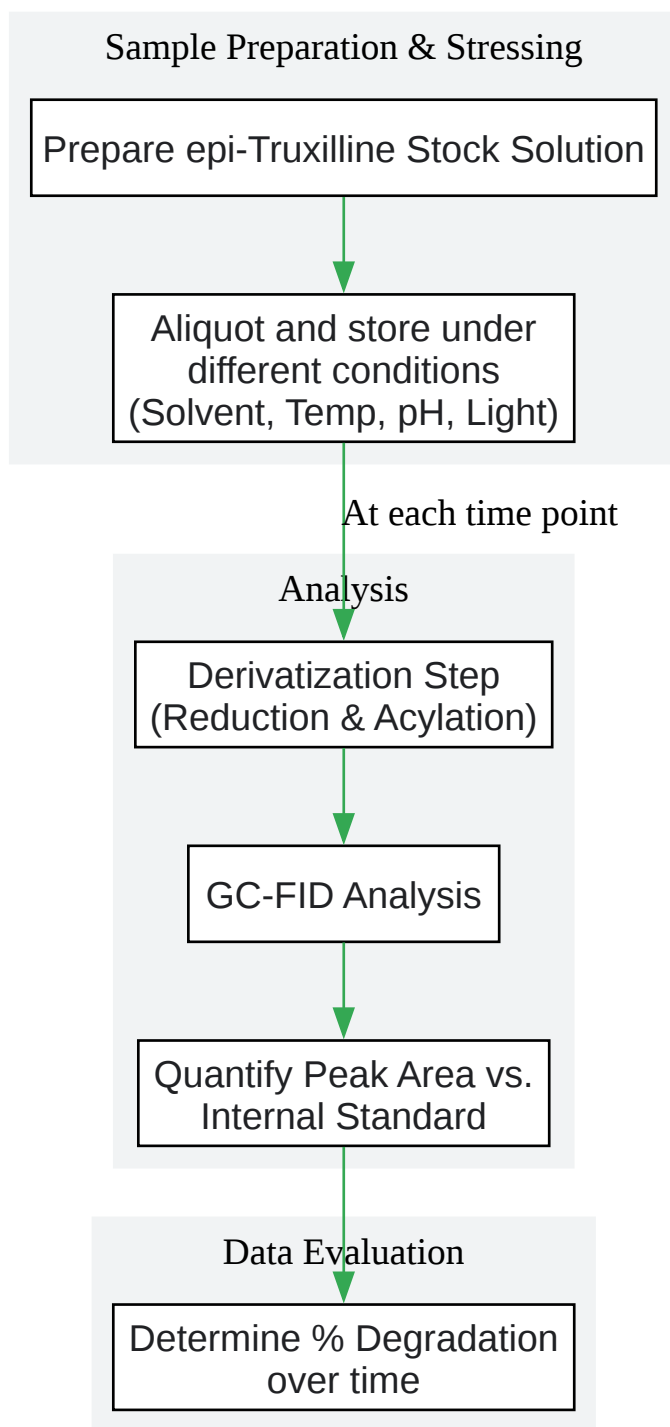 Sample Preparation & Stressing
Prepare epi-Truxilline Stock Solution
Aliquot and store under
different conditions
(Solvent, Temp, pH, Light)
At each time point
Analysis
Derivatization Step
(Reduction & Acylation)
GC-FID Analysis
Quantify Peak Area vs.
Internal Standard
Data Evaluation
Determine % Degradation
over time